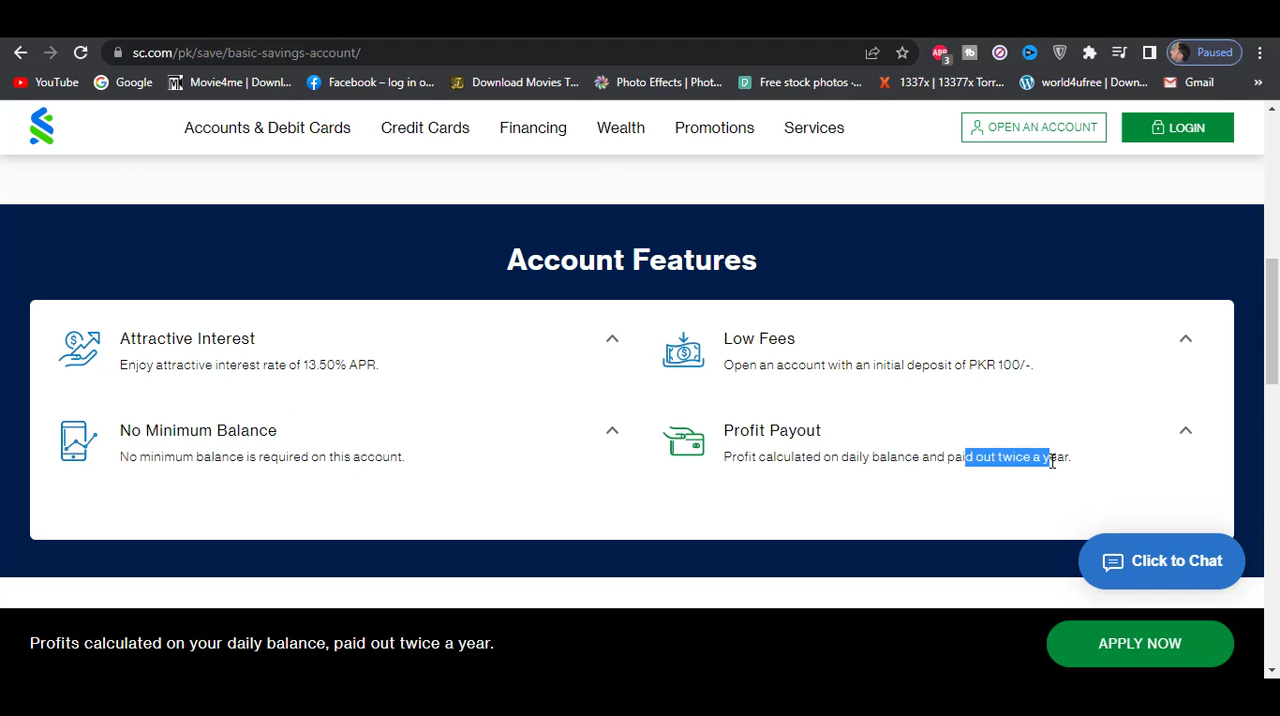 sc.com/pk/save/basic-savings-account/
ABP
3
tb
Paused
YouTube
Google
Movie4me | Downl...
Facebook – log in o...
Download Movies T...
Photo Effects | Phot...
Free stock photos ·...
1337x | 13377x Torr...
world4ufree | Down...
Gmail
»
Accounts & Debit Cards
Credit Cards
Financing
Wealth
Promotions
Services
OPEN AN ACCOUNT
LOGIN
Account Features
Attractive Interest
Enjoy attractive interest rate of 13.50% APR.
Low Fees
Open an account with an initial deposit of PKR 100/-.
No Minimum Balance
No minimum balance is required on this account.
Profit Payout
Profit calculated on daily balance and paid out twice a year.
Click to Chat
Profits calculated on your daily balance, paid out twice a year.
APPLY NOW